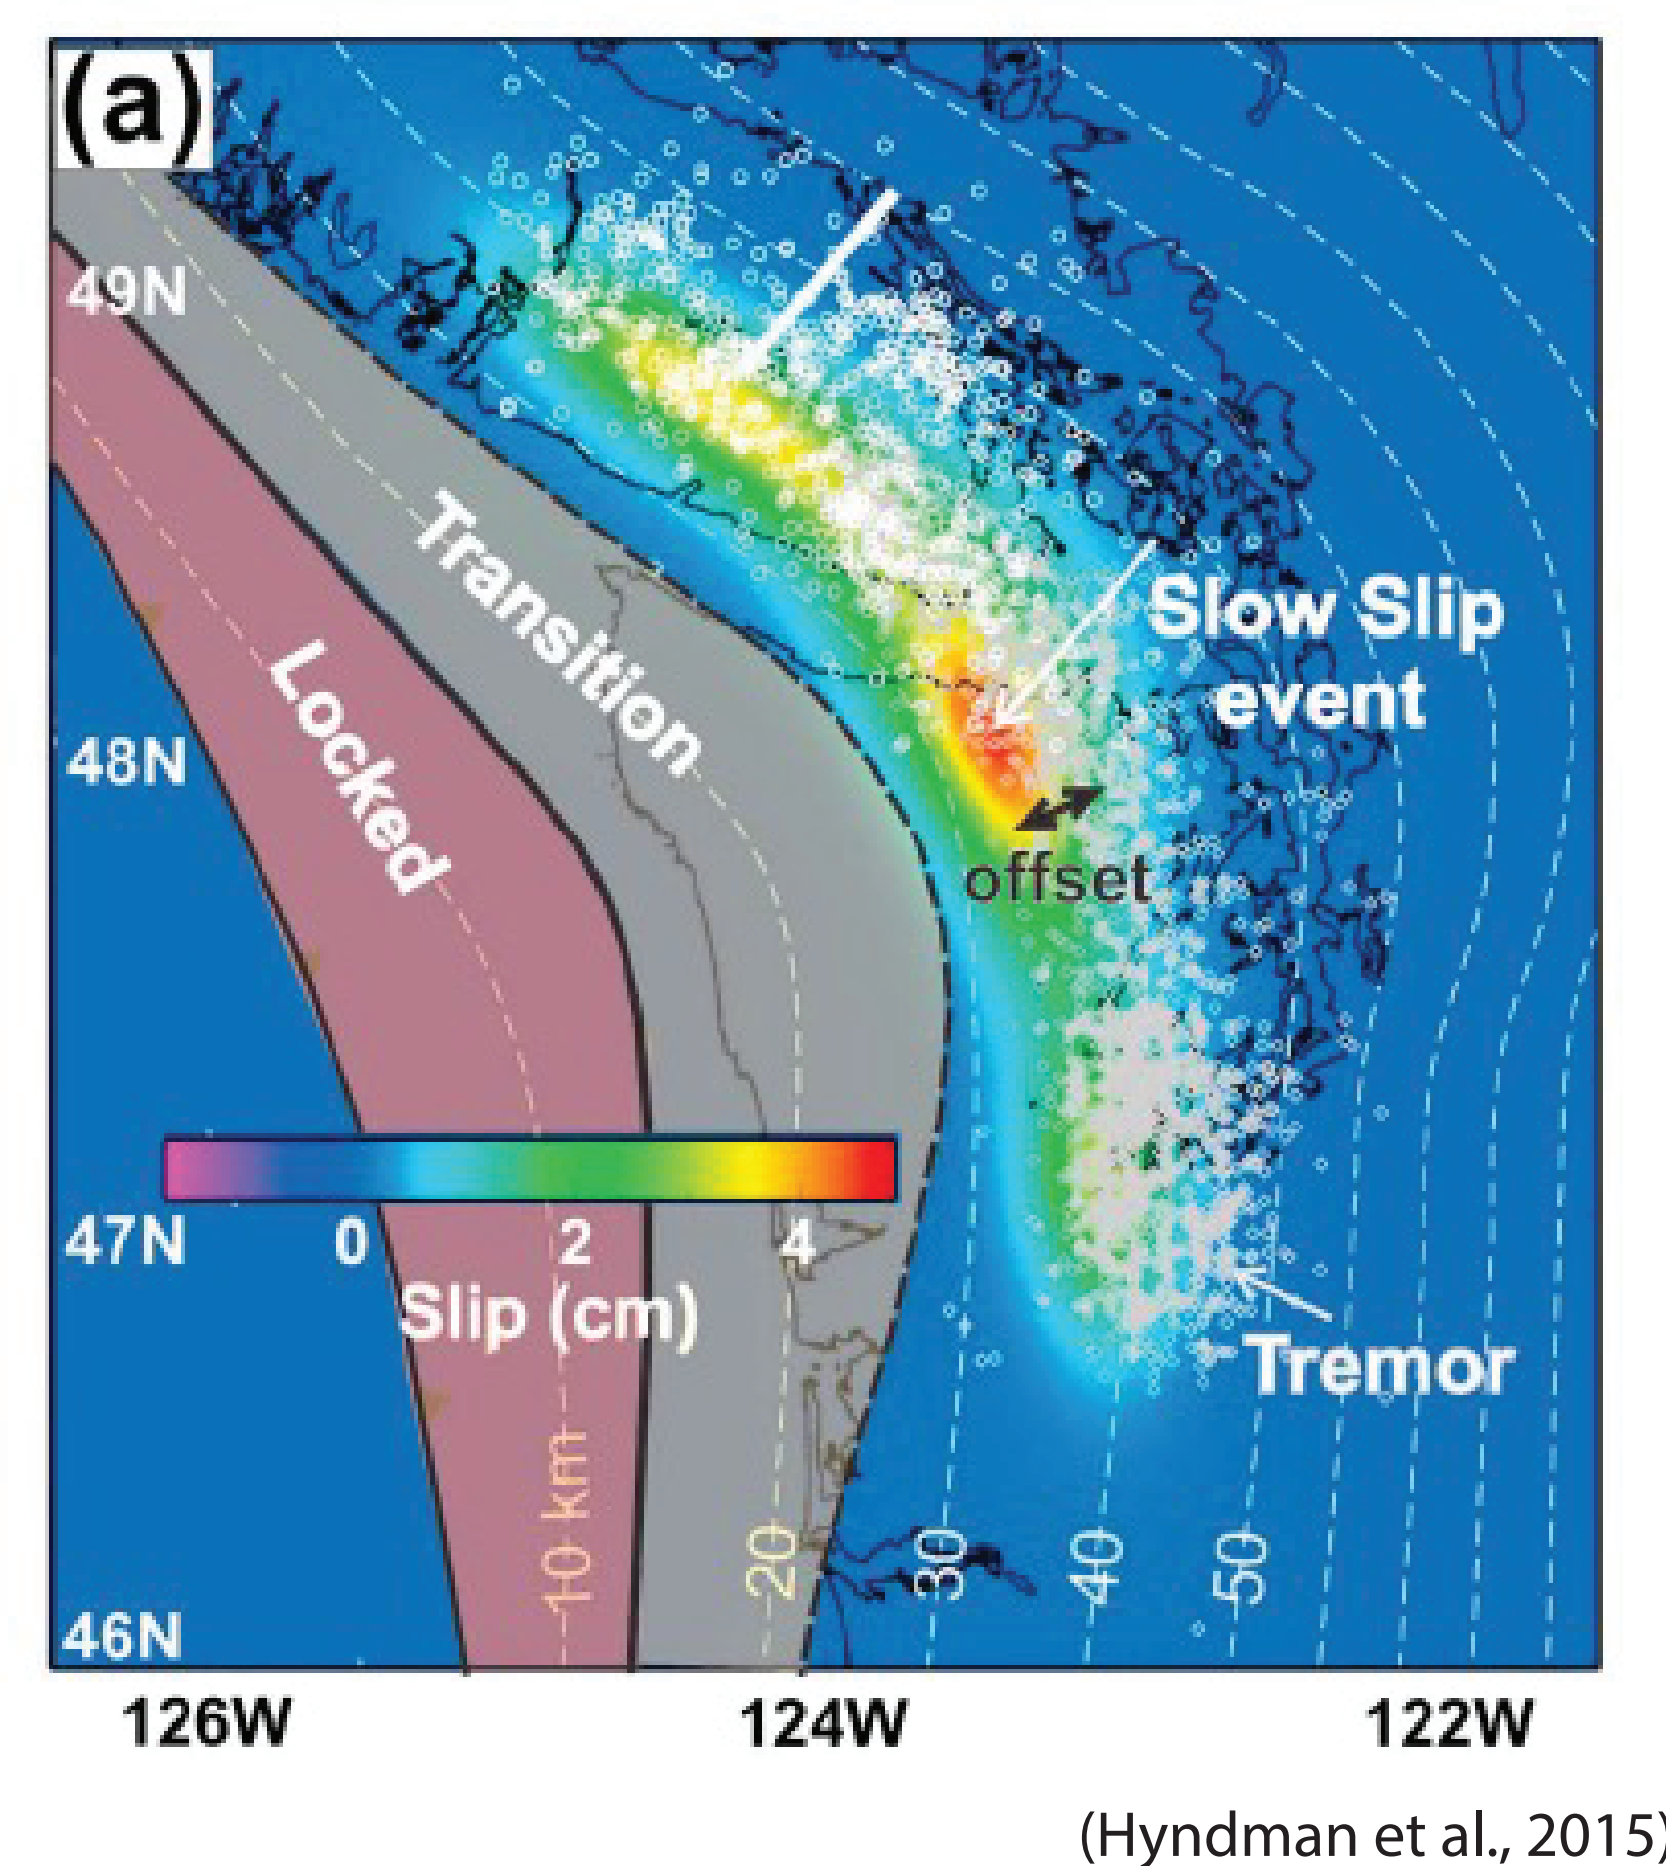 (a)
49N
Transition
Slow Slip
event
Locked
48N
offset
47N
0 2 4
Slip (cm)
Tremor
10 km
20
30
40
50
46N
126W 124W 122W
(Hyndman et al., 2015)